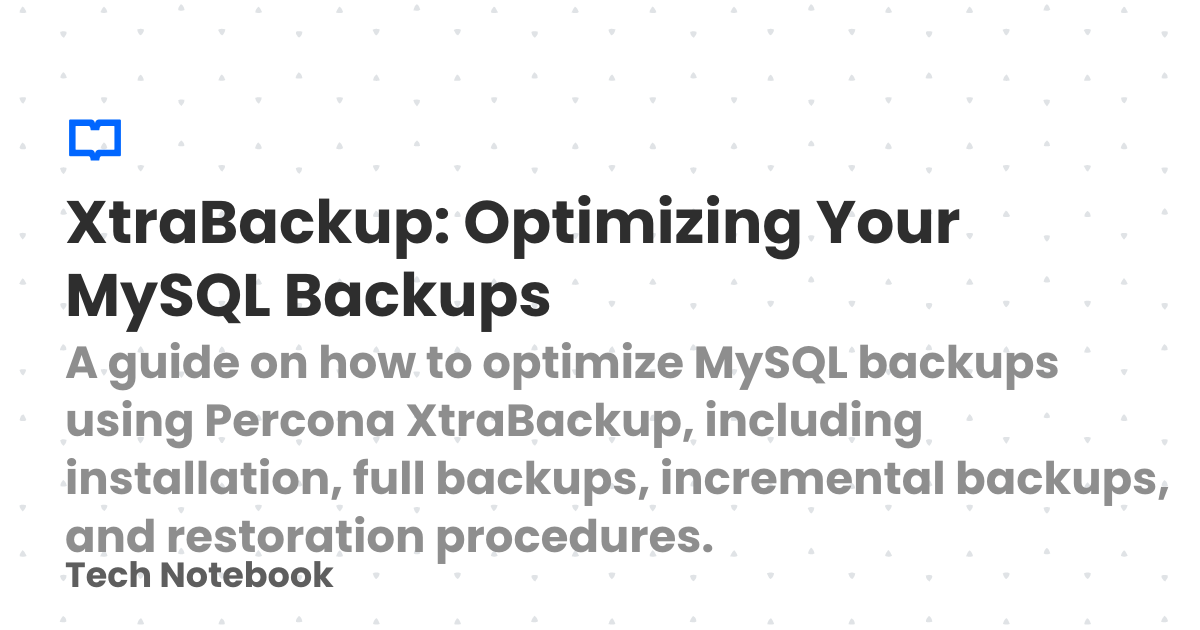 XtraBackup: Optimizing Your
MySQL Backups
A guide on how to optimize MySQL backups
using Percona XtraBackup, including
installation, full backups, incremental backups,
and restoration procedures.
Tech Notebook